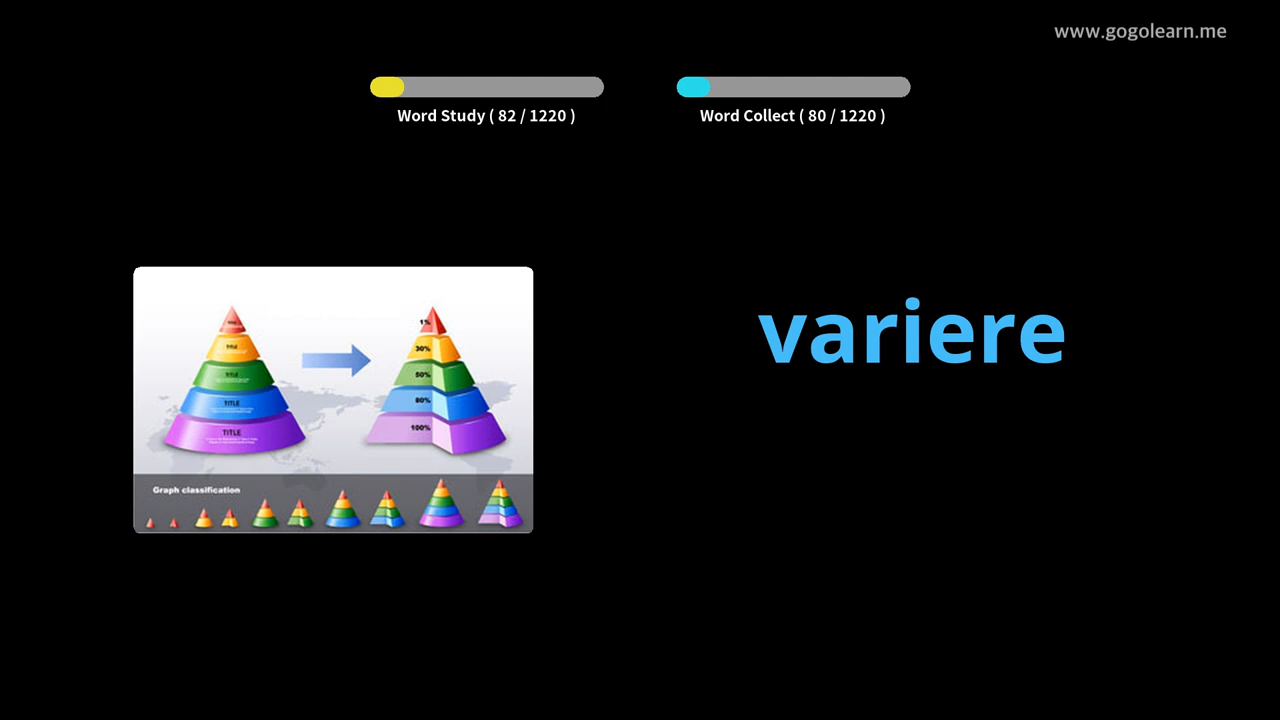 www.gogolearn.me
Word Study ( 82 / 1220 )
Word Collect ( 80 / 1220 )
variere
TITLE
TITLE
TITLE
TITLE
1%
30%
50%
80%
100%
Graph classification